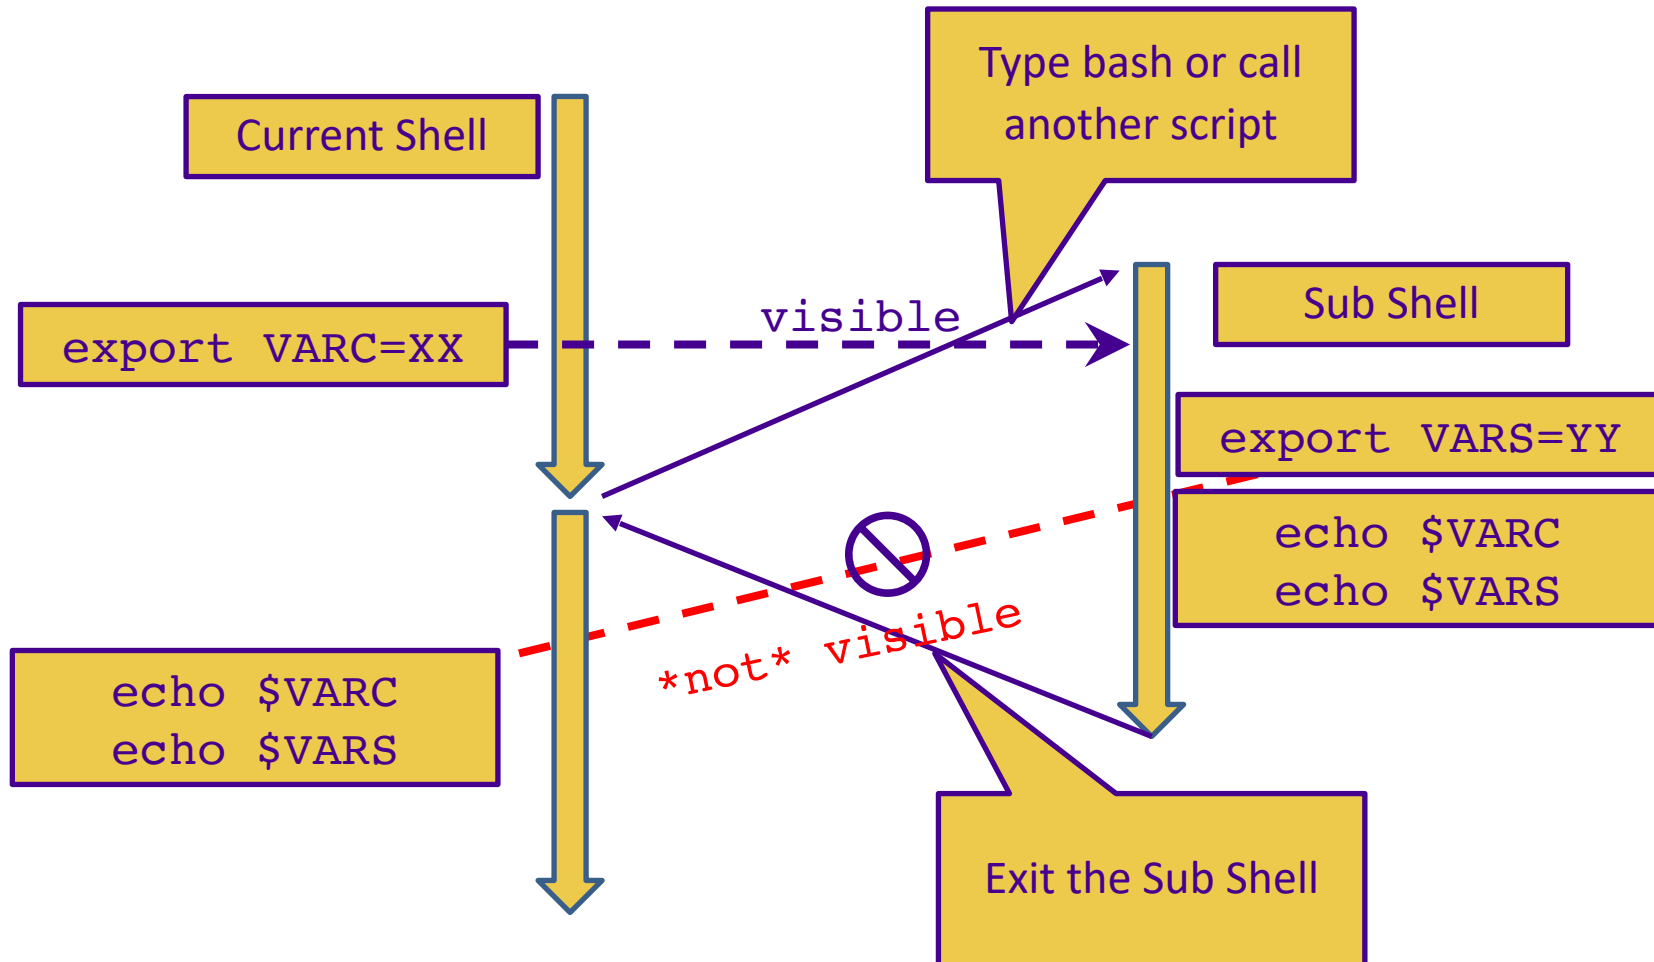 Type bash or call
another script
Current Shell
Sub Shell
visible
export VARC=XX
export VARS=YY
echo $VARC
echo $VARS
*not* visible
echo $VARC
echo $VARS
Exit the Sub Shell